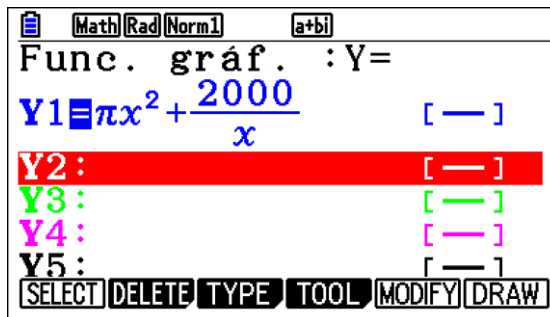 Math Rad Norm1 a+bi
Func. gráf. :Y=
Y1=πx²+2000/x [—]
Y2: [—]
Y3: [—]
Y4: [—]
Y5: [—]
SELECT DELETE TYPE TOOL MODIFY DRAW